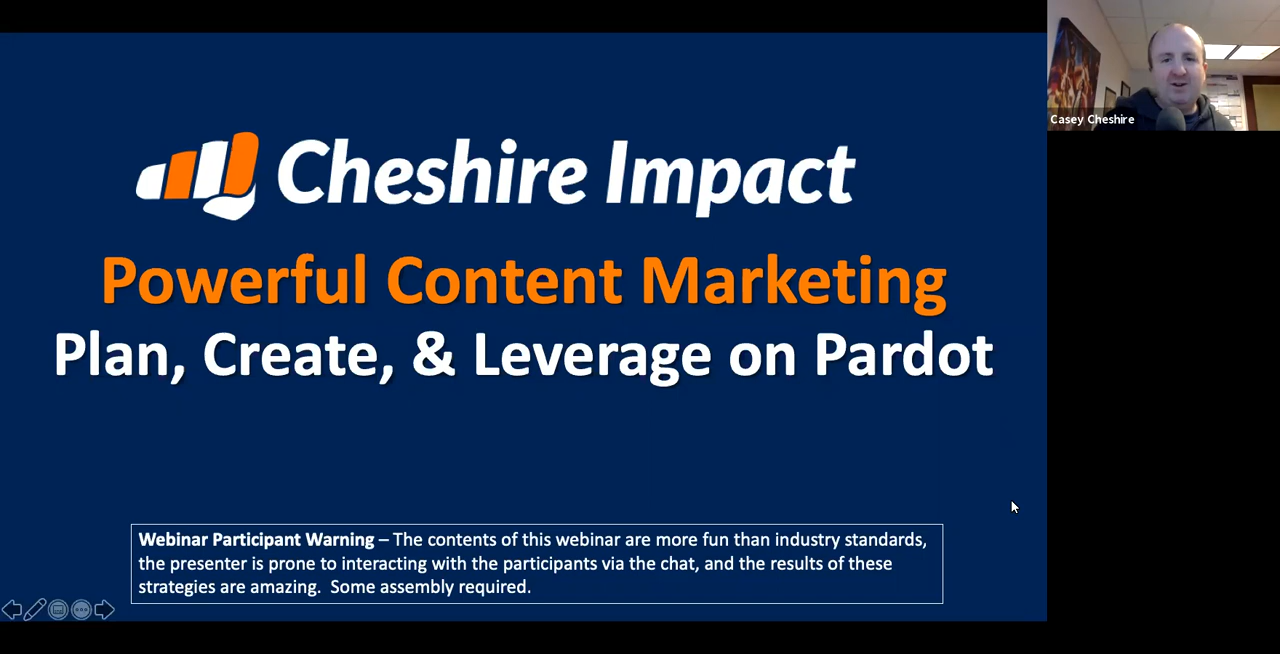 Cheshire Impact
Powerful Content Marketing
Plan, Create, & Leverage on Pardot
Webinar Participant Warning – The contents of this webinar are more fun than industry standards,
the presenter is prone to interacting with the participants via the chat, and the results of these
strategies are amazing.  Some assembly required.
Casey Cheshire